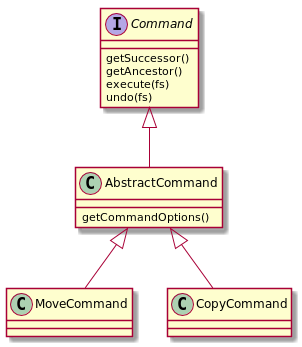 I Command
getSuccessor()
getAncestor()
execute(fs)
undo(fs)
C AbstractCommand
getCommandOptions()
C MoveCommand
C CopyCommand